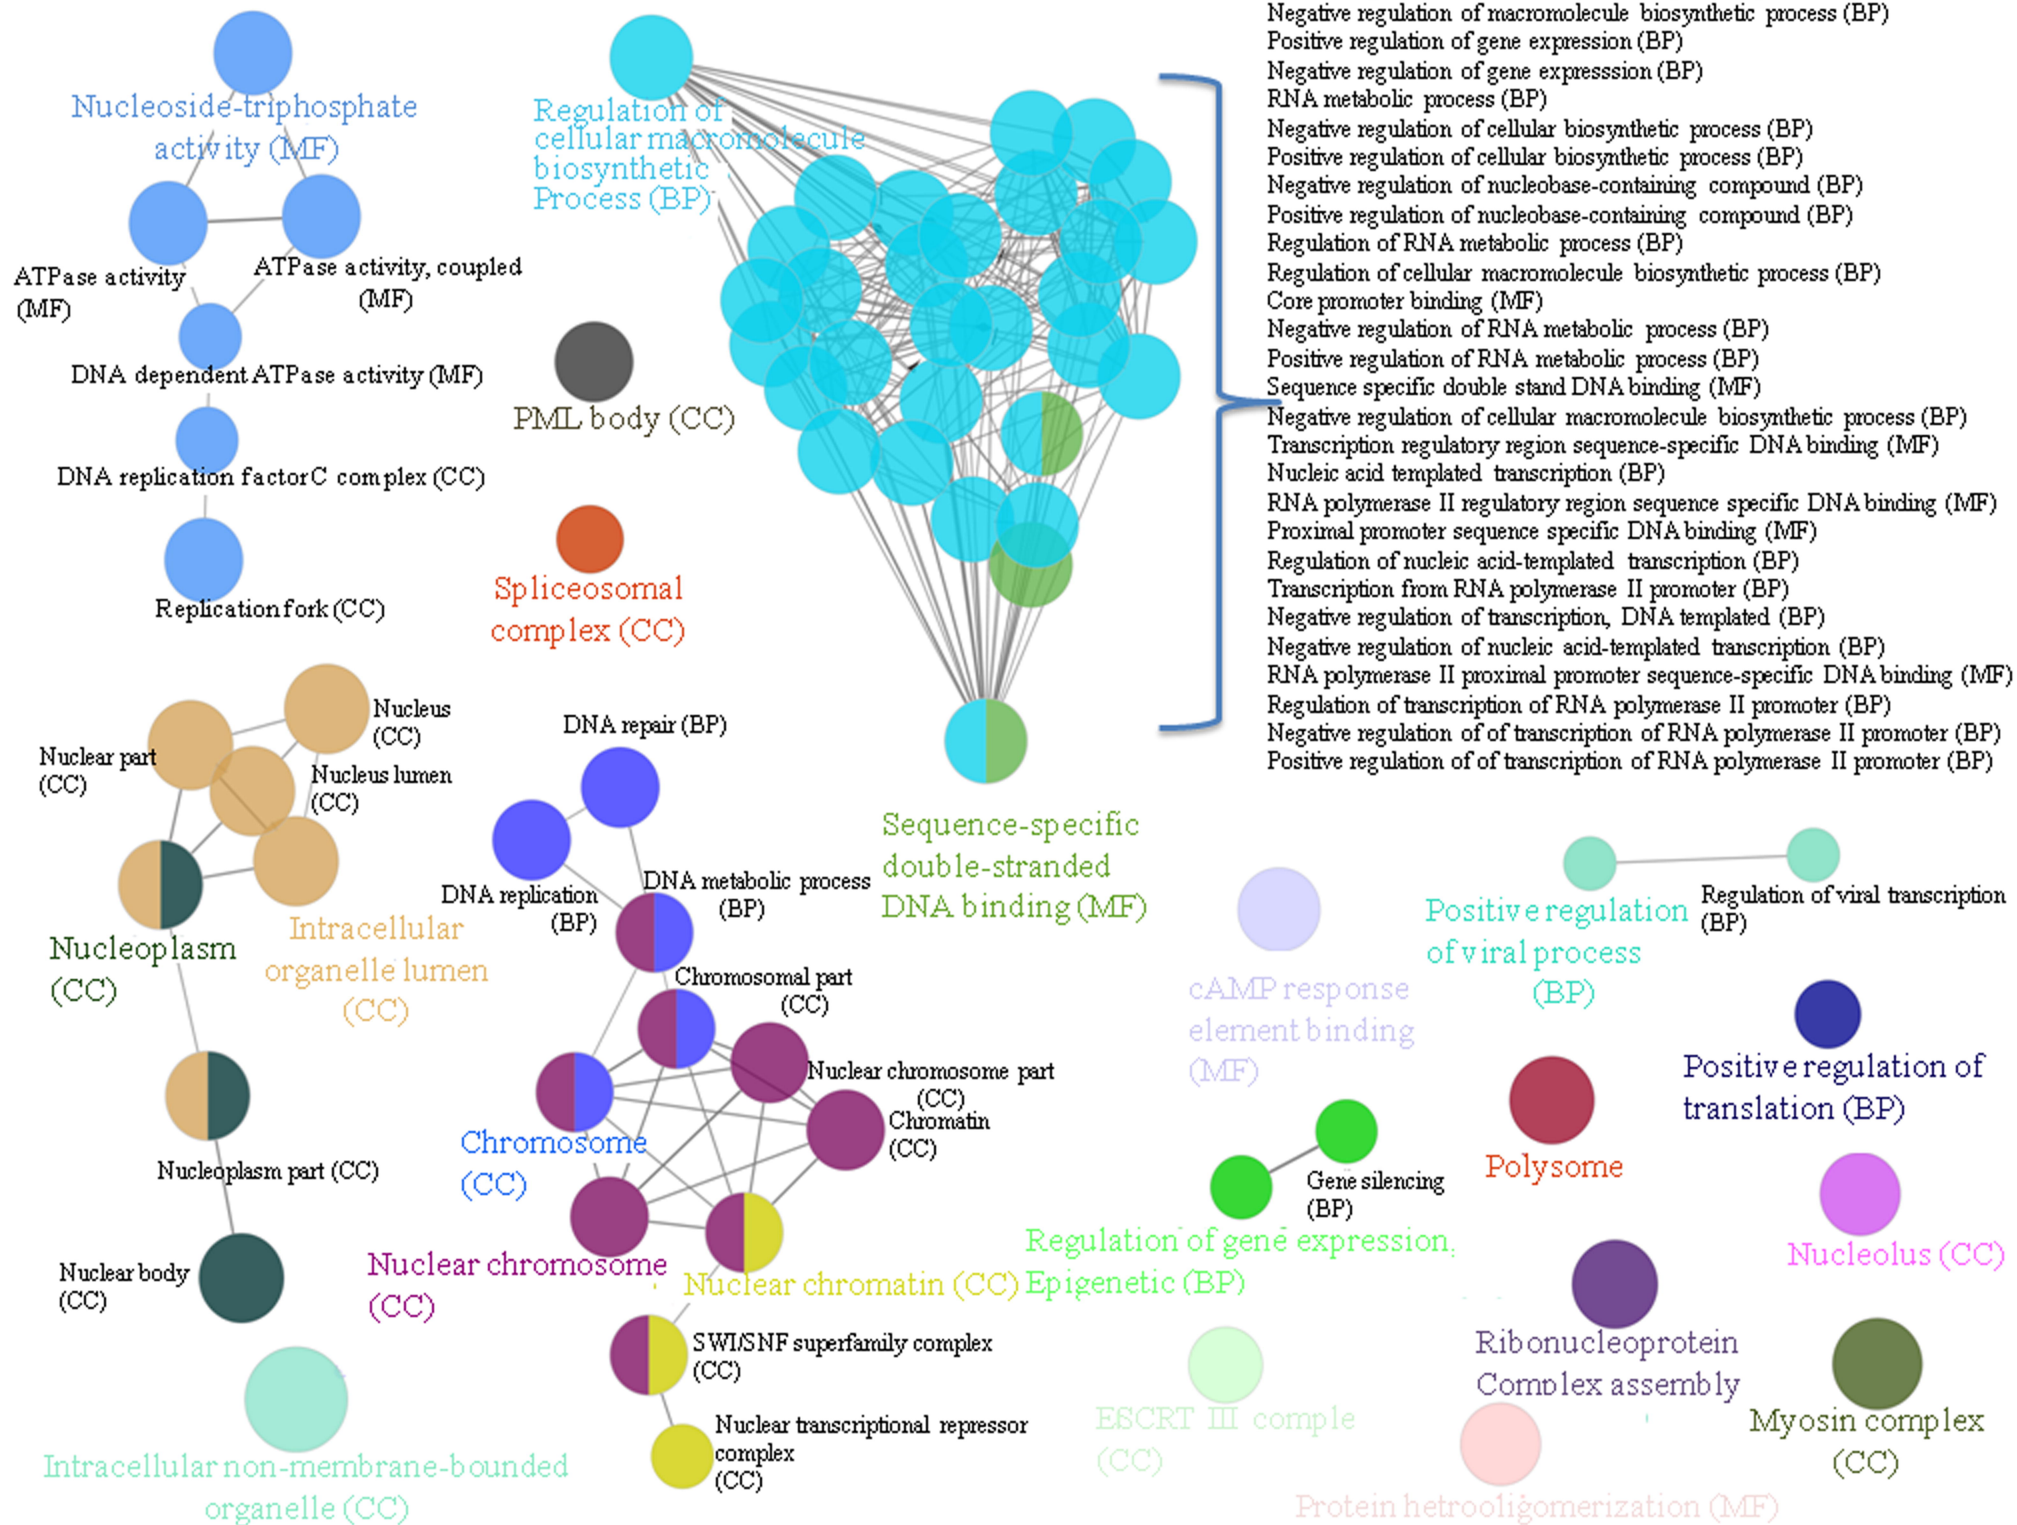 Nucleoside-triphosphate
activity (MF)
ATPase activity
(MF)
ATPase activity, coupled
(MF)
DNA dependent ATPase activity (MF)
DNA replication factor C complex (CC)
Replication fork (CC)
Regulation of
cellular macromolecule
biosynthetic
Process (BP)
PML body (CC)
Spliceosomal
complex (CC)
Negative regulation of macromolecule biosynthetic process (BP)
Positive regulation of gene expression (BP)
Negative regulation of gene expresssion (BP)
RNA metabolic process (BP)
Negative regulation of cellular biosynthetic process (BP)
Positive regulation of cellular biosynthetic process (BP)
Negative regulation of nucleobase-containing compound (BP)
Positive regulation of nucleobase-containing compound (BP)
Regulation of RNA metabolic process (BP)
Regulation of cellular macromolecule biosynthetic process (BP)
Core promoter binding (MF)
Negative regulation of RNA metabolic process (BP)
Positive regulation of RNA metabolic process (BP)
Sequence specific double stand DNA binding (MF)
Negative regulation of cellular macromolecule biosynthetic process (BP)
Transcription regulatory region sequence-specific DNA binding (MF)
Nucleic acid templated transcription (BP)
RNA polymerase II regulatory region sequence specific DNA binding (MF)
Proximal promoter sequence specific DNA binding (MF)
Regulation of nucleic acid-templated transcription (BP)
Transcription from RNA polymerase II promoter (BP)
Negative regulation of transcription, DNA templated (BP)
Negative regulation of nucleic acid-templated transcription (BP)
RNA polymerase II proximal promoter sequence-specific DNA binding (MF)
Regulation of transcription of RNA polymerase II promoter (BP)
Negative regulation of of transcription of RNA polymerase II promoter (BP)
Positive regulation of of transcription of RNA polymerase II promoter (BP)
Nucleus
(CC)
Nuclear part
(CC)
Nucleus lumen
(CC)
Nucleoplasm
(CC)
Intracellular
organelle lumen
(CC)
Nucleoplasm part (CC)
Nuclear body
(CC)
Intracellular non-membrane-bounded
organelle (CC)
DNA repair (BP)
DNA replication
(BP)
DNA metabolic process
(BP)
Chromosomal part
(CC)
Nuclear chromosome part
(CC)
Chromatin
(CC)
Chromosome
(CC)
Nuclear chromosome
(CC)
Nuclear chromatin (CC)
SWI/SNF superfamily complex
(CC)
Nuclear transcriptional repressor
complex
(CC)
Sequence-specific
double-stranded
DNA binding (MF)
cAMP response
element binding
(MF)
Positive regulation
of viral process
(BP)
Regulation of viral transcription
(BP)
Positive regulation of
translation (BP)
Polysome
Gene silencing
(BP)
Regulation of gene expression,
Epigenetic (BP)
Nucleolus (CC)
Ribonucleoprotein
Complex assembly
ESCRT III comple
(CC)
Myosin complex
(CC)
Protein hetrooligomerization (MF)